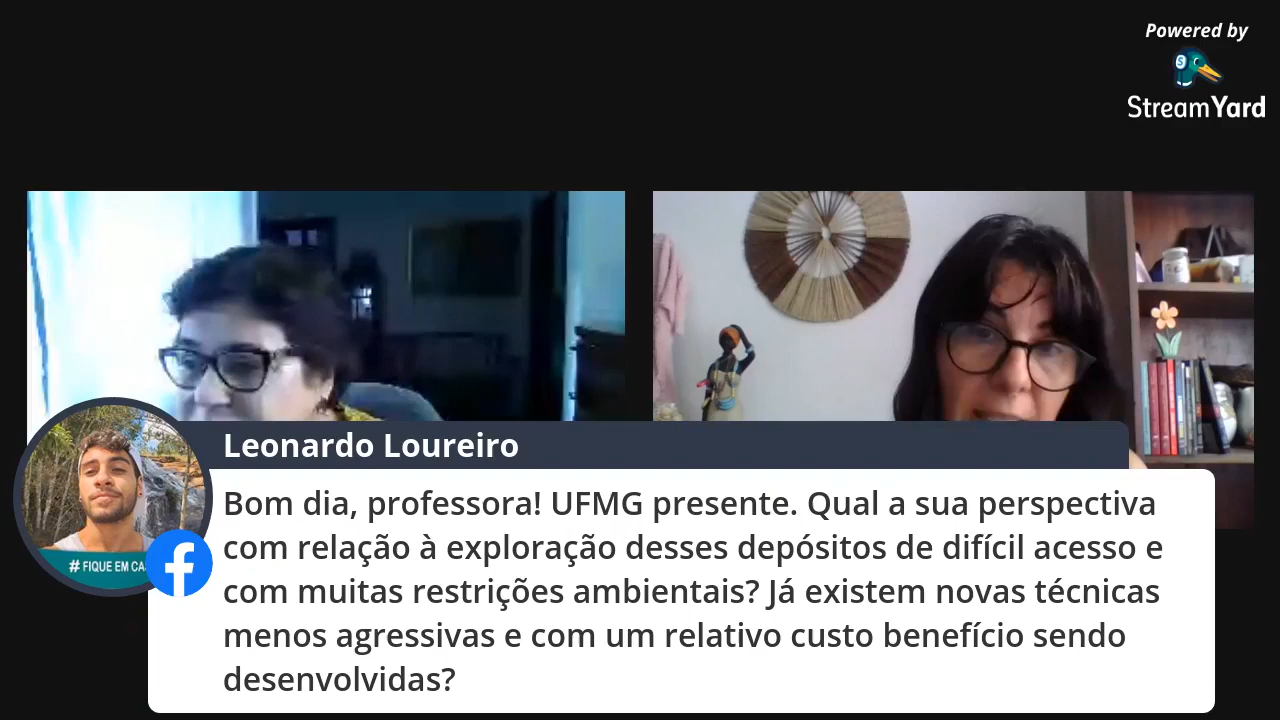 Powered by
StreamYard
Leonardo Loureiro
Bom dia, professora! UFMG presente. Qual a sua perspectiva
com relação à exploração desses depósitos de difícil acesso e
com muitas restrições ambientais? Já existem novas técnicas
menos agressivas e com um relativo custo benefício sendo
desenvolvidas?
# FIQUE EM